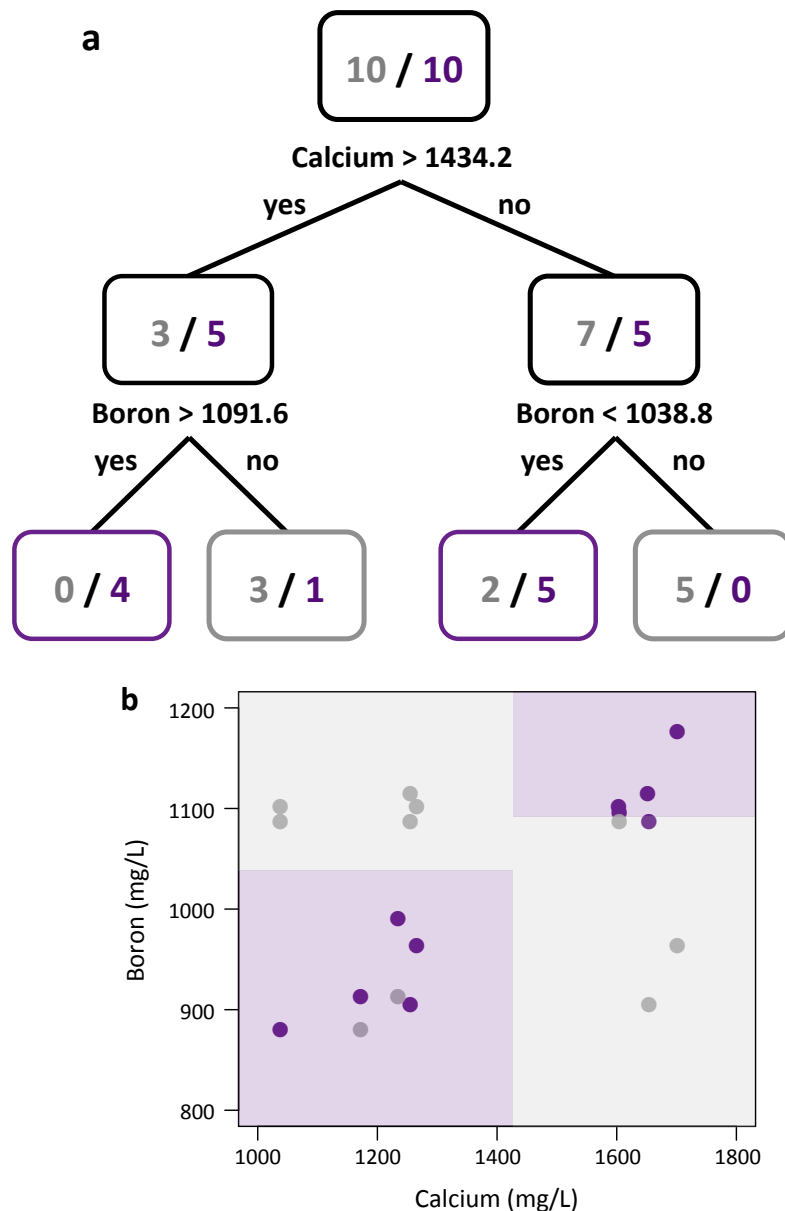 a
10 / 10
Calcium > 1434.2
yes no
3 / 5 7 / 5
Boron > 1091.6 Boron < 1038.8
yes no yes no
0 / 4 3 / 1 2 / 5 5 / 0
b
1200
1100
1000
900
800
Boron (mg/L)
1000 1200 1400 1600 1800
Calcium (mg/L)